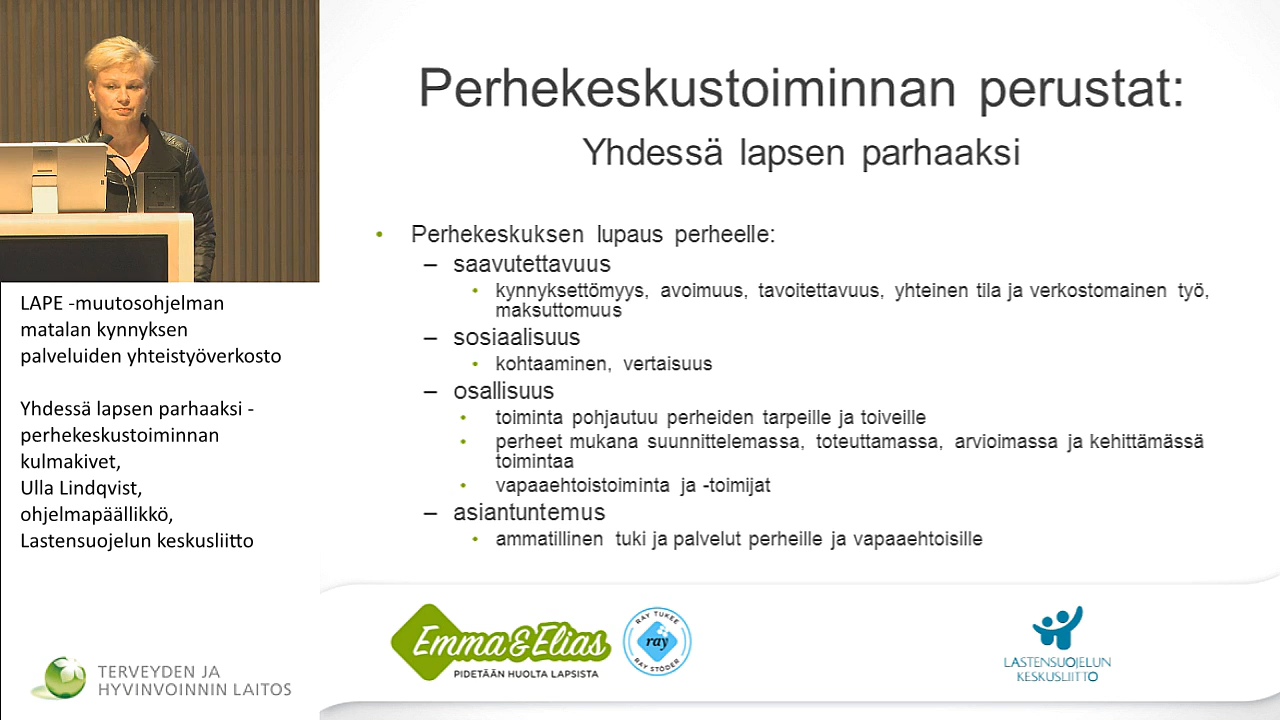 LAPE -muutosohjelman
matalan kynnyksen
palveluiden yhteistyöverkosto
Yhdessä lapsen parhaaksi -
perhekeskustoiminnan
kulmakivet,
Ulla Lindqvist,
ohjelmapäällikkö,
Lastensuojelun keskusliitto
TERVEYDEN JA
HYVINVOINNIN LAITOS
Perhekeskustoiminnan perustat:
Yhdessä lapsen parhaaksi
• Perhekeskuksen lupaus perheelle:
– saavutettavuus
• kynnyksettömyys, avoimuus, tavoitettavuus, yhteinen tila ja verkostomainen työ,
maksuttomuus
– sosiaalisuus
• kohtaaminen, vertaisuus
– osallisuus
• toiminta pohjautuu perheiden tarpeille ja toiveille
• perheet mukana suunnittelemassa, toteuttamassa, arvioimassa ja kehittämässä
toimintaa
• vapaaehtoistoiminta ja -toimijat
– asiantuntemus
• ammatillinen tuki ja palvelut perheille ja vapaaehtoisille
Emma & Elias
PIDETÄÄN HUOLTA LAPSISTA
RAY TUKEE
ray
RAY STÖDER
LASTENSUOJELUN
KESKUSLIITTO